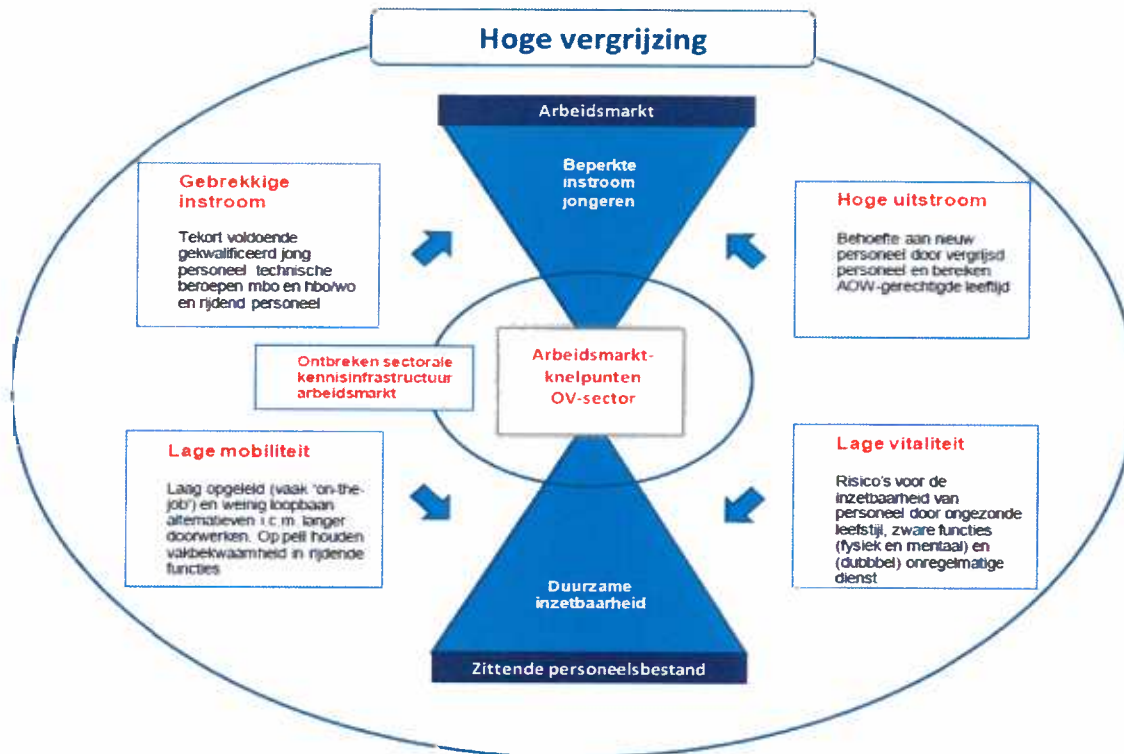 Hoge vergrijzing
Arbeidsmarkt
Beperkte
instroom
jongeren
Gebrekkige
instroom
Tekort voldoende
gekwalificeerd jong
personeel technische
beroepen mbo en hbo/wo
en rijdend personeel
Hoge uitstroom
Behoefte aan nieuw
personeel door vergrijsd
personeel en bereiken
AOW-gerechtigde leeftijd
Ontbreken sectorale
kennisinfrastructuur
arbeidsmarkt
Arbeidsmarkt-
knelpunten
OV-sector
Lage mobiliteit
Laag opgeleid (vaak "on-the-
job") en weinig loopbaan
alternatieven i.c.m. langer
doorwerken. Op peil houden
vakbekwaamheid in rijdende
functies
Lage vitaliteit
Risico's voor de
inzetbaarheid van
personeel door ongezonde
leefstijl, zware functies
(fysiek en mentaal) en
(dubbbel) onregelmatige
dienst
Duurzame
inzetbaarheid
Zittende personeelsbestand